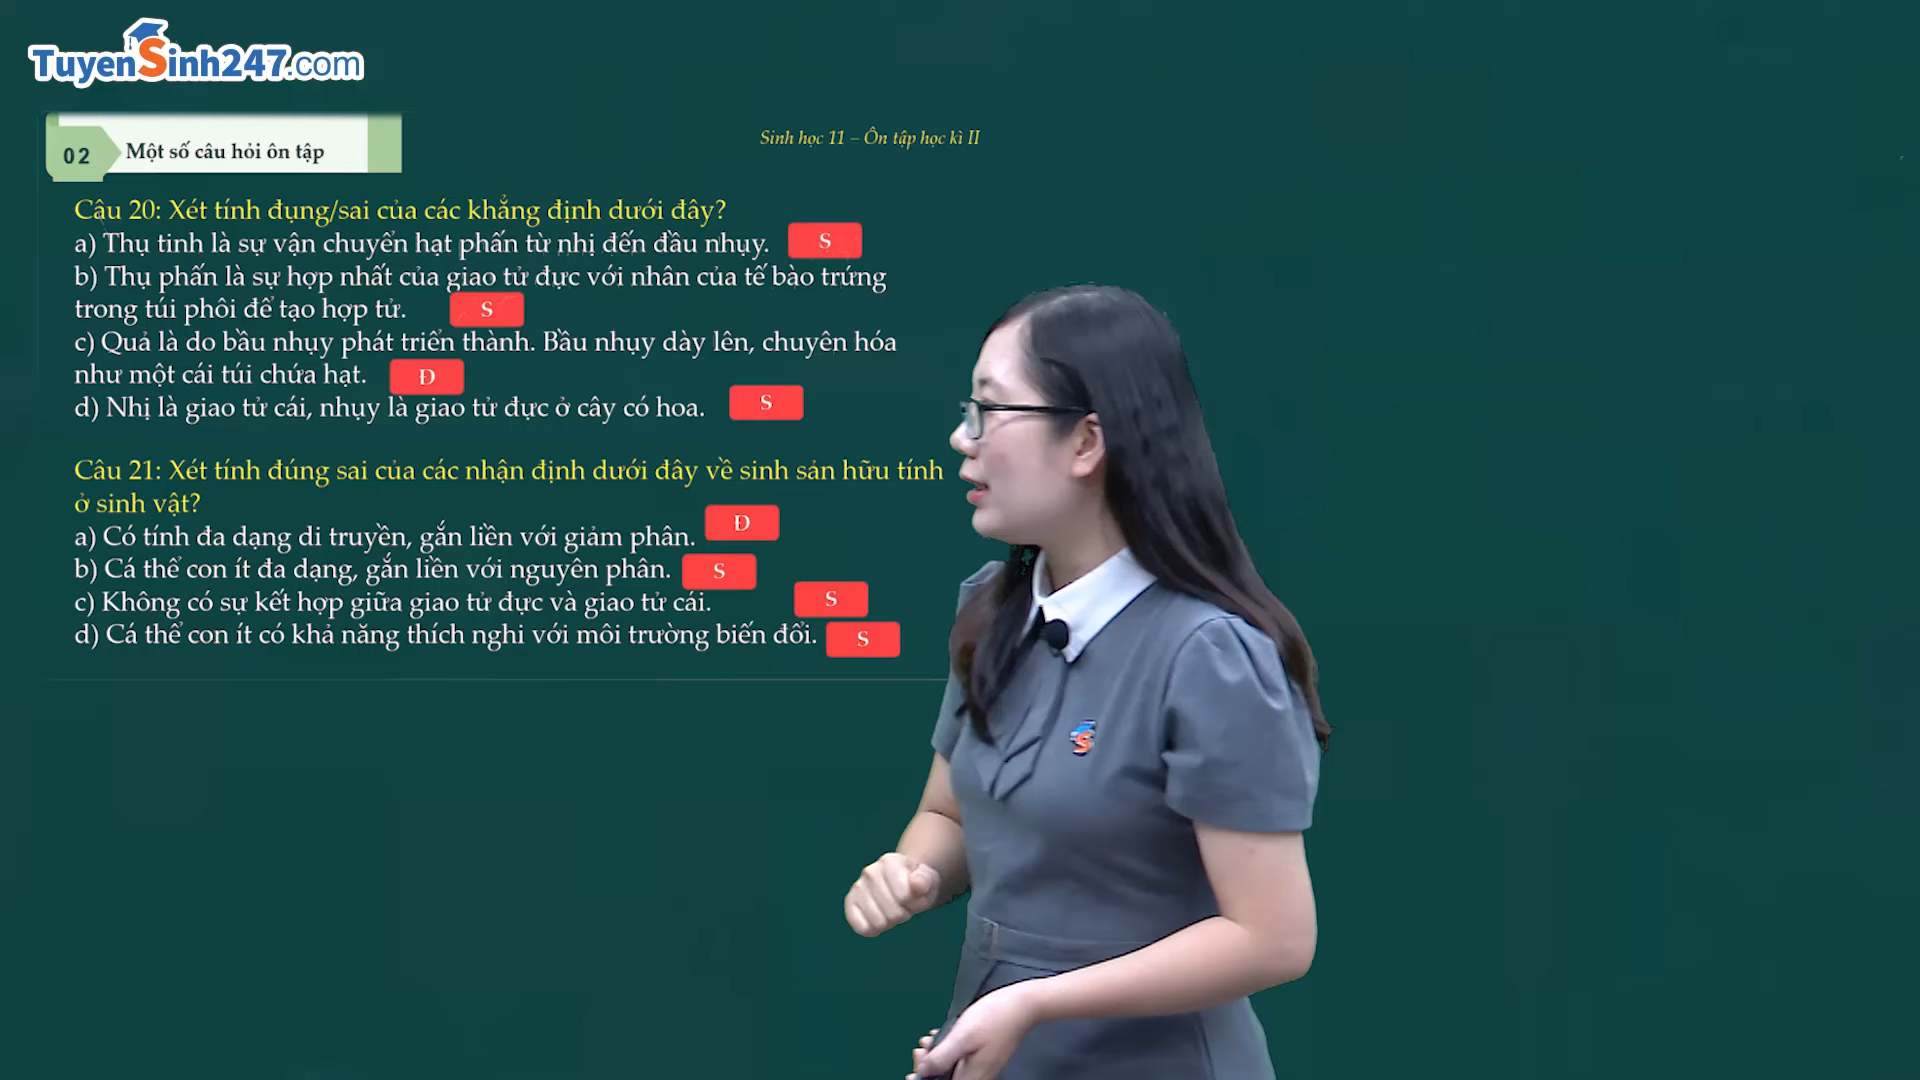 TuyenSinh247.com
02
Một số câu hỏi ôn tập
Sinh học 11 – Ôn tập học kì II
Câu 20: Xét tính đụng/sai của các khẳng định dưới đây?
a) Thụ tinh là sự vận chuyển hạt phấn từ nhị đến đầu nhụy. S
b) Thụ phấn là sự hợp nhất của giao tử đực với nhân của tế bào trứng
trong túi phôi để tạo hợp tử. S
c) Quả là do bầu nhụy phát triển thành. Bầu nhụy dày lên, chuyên hóa
như một cái túi chứa hạt. Đ
d) Nhị là giao tử cái, nhụy là giao tử đực ở cây có hoa. S
Câu 21: Xét tính đúng sai của các nhận định dưới đây về sinh sản hữu tính
ở sinh vật?
a) Có tính đa dạng di truyền, gắn liền với giảm phân. Đ
b) Cá thể con ít đa dạng, gắn liền với nguyên phân. S
c) Không có sự kết hợp giữa giao tử đực và giao tử cái. S
d) Cá thể con ít có khả năng thích nghi với môi trường biến đổi. S